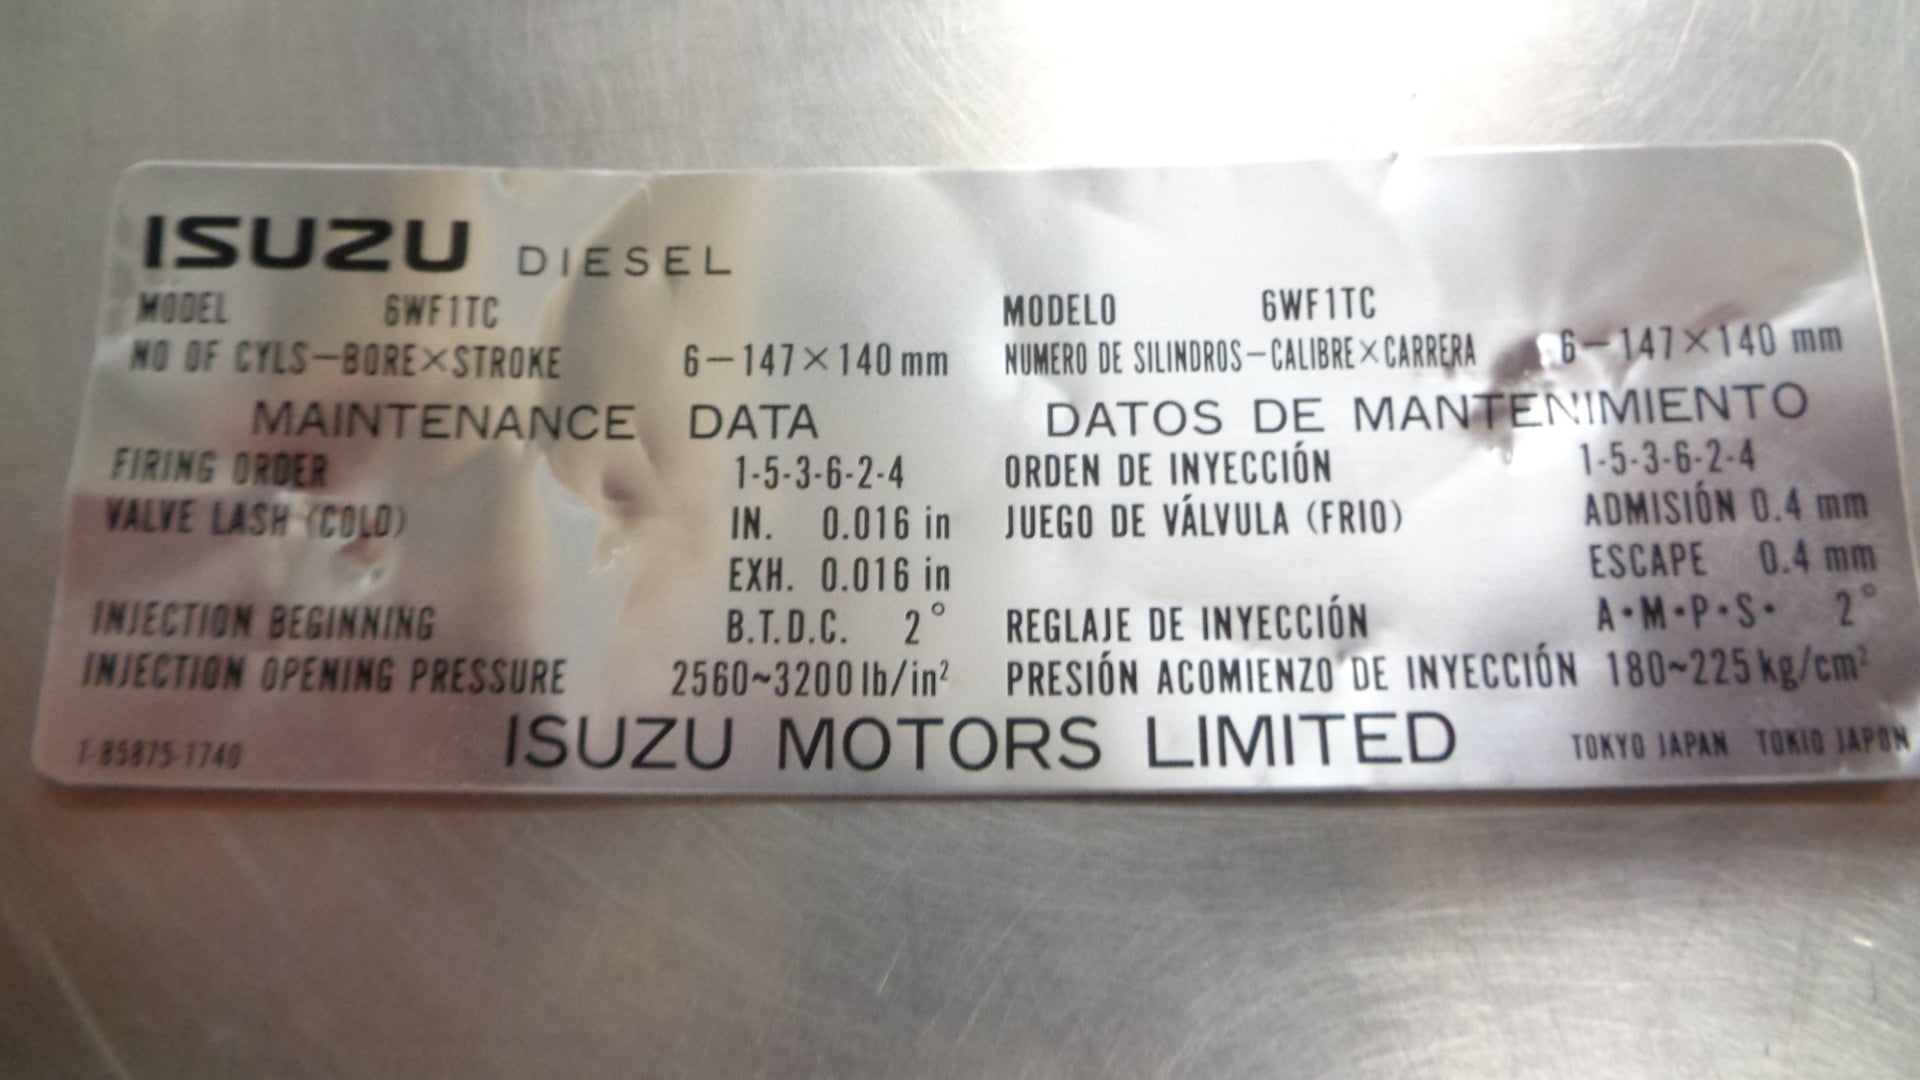 ISUZU DIESEL
MODEL 6WF1TC
NO OF CYLS-BORE×STROKE 6-147×140 mm
MAINTENANCE DATA
FIRING ORDER 1-5-3-6-2-4
VALVE LASH (COLD) IN. 0.016 in
EXH. 0.016 in
INJECTION BEGINNING B.T.D.C. 2°
INJECTION OPENING PRESSURE 2560~3200 lb/in²
MODELO 6WF1TC
NUMERO DE SILINDROS-CALIBRE×CARRERA 6-147×140 mm
DATOS DE MANTENIMIENTO
ORDEN DE INYECCIÓN 1-5-3-6-2-4
JUEGO DE VÁLVULA (FRIO) ADMISIÓN 0.4 mm
ESCAPE 0.4 mm
REGLAJE DE INYECCIÓN A·M·P·S· 2°
PRESIÓN ACOMIENZO DE INYECCIÓN 180~225 kg/cm²
1-85875-1740 ISUZU MOTORS LIMITED TOKYO JAPAN TOKIO JAPON